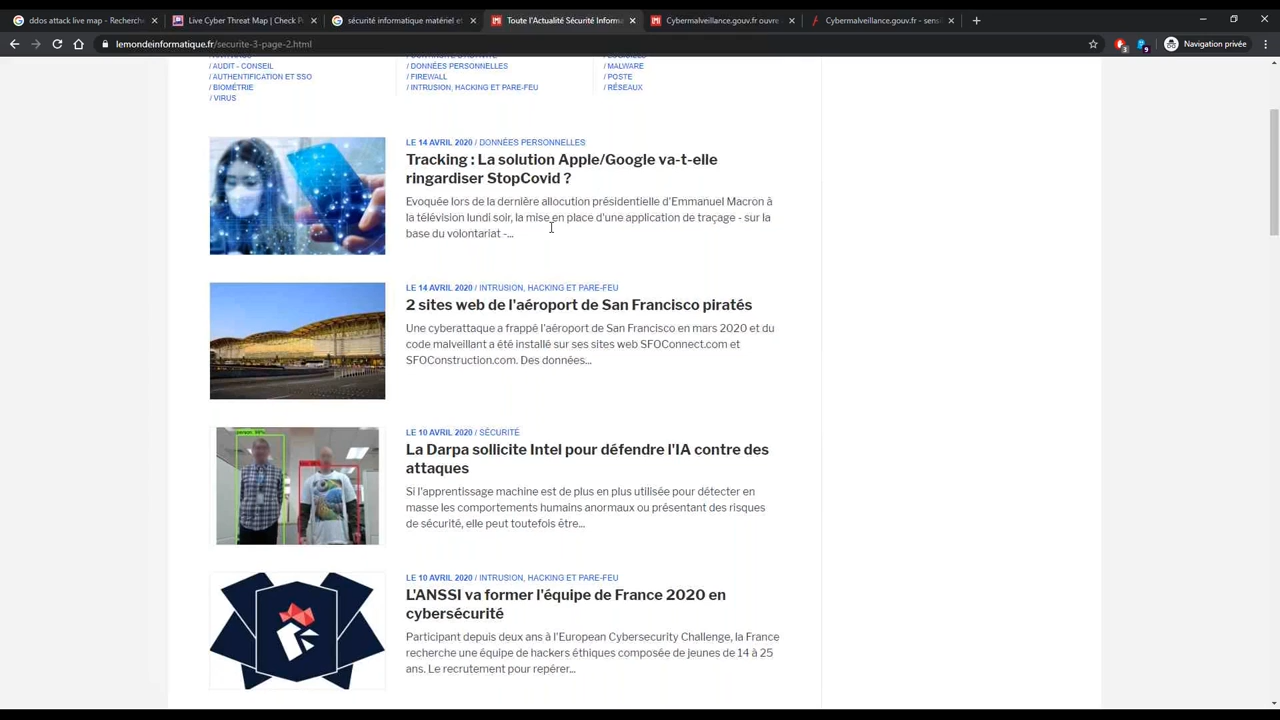 ddos attack live map - Recherche
Live Cyber Threat Map | Check P
sécurité informatique matériel et
Toute l'Actualité Sécurité Inform
Cybermalveillance.gouv.fr ouvre
Cybermalveillance.gouv.fr - sensi
lemondeinformatique.fr/securite-3-page-2.html
3
9
Navigation privée
/ AUDIT - CONSEIL
/ AUTHENTIFICATION ET SSO
/ BIOMÉTRIE
/ VIRUS
/ DONNÉES PERSONNELLES
/ FIREWALL
/ INTRUSION, HACKING ET PARE-FEU
/ MALWARE
/ POSTE
/ RÉSEAUX
LE 14 AVRIL 2020 / DONNÉES PERSONNELLES
Tracking : La solution Apple/Google va-t-elle
ringardiser StopCovid ?
Evoquée lors de la dernière allocution présidentielle d'Emmanuel Macron à
la télévision lundi soir, la mise en place d'une application de traçage - sur la
base du volontariat -...
LE 14 AVRIL 2020 / INTRUSION, HACKING ET PARE-FEU
2 sites web de l'aéroport de San Francisco piratés
Une cyberattaque a frappé l'aéroport de San Francisco en mars 2020 et du
code malveillant a été installé sur ses sites web SFOConnect.com et
SFOConstruction.com. Des données...
LE 10 AVRIL 2020 / SÉCURITÉ
La Darpa sollicite Intel pour défendre l'IA contre des
attaques
Si l'apprentissage machine est de plus en plus utilisée pour détecter en
masse les comportements humains anormaux ou présentant des risques
de sécurité, elle peut toutefois être...
LE 10 AVRIL 2020 / INTRUSION, HACKING ET PARE-FEU
L'ANSSI va former l'équipe de France 2020 en
cybersécurité
Participant depuis deux ans à l'European Cybersecurity Challenge, la France
recherche une équipe de hackers éthiques composée de jeunes de 14 à 25
ans. Le recrutement pour repérer...